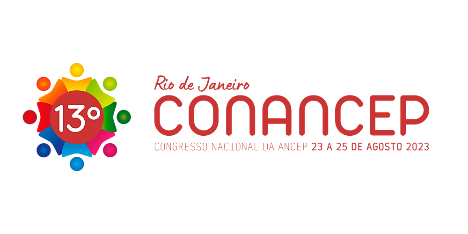 13º
Rio de Janeiro
CONANCEP
CONGRESSO NACIONAL DA ANCEP 23 A 25 DE AGOSTO 2023